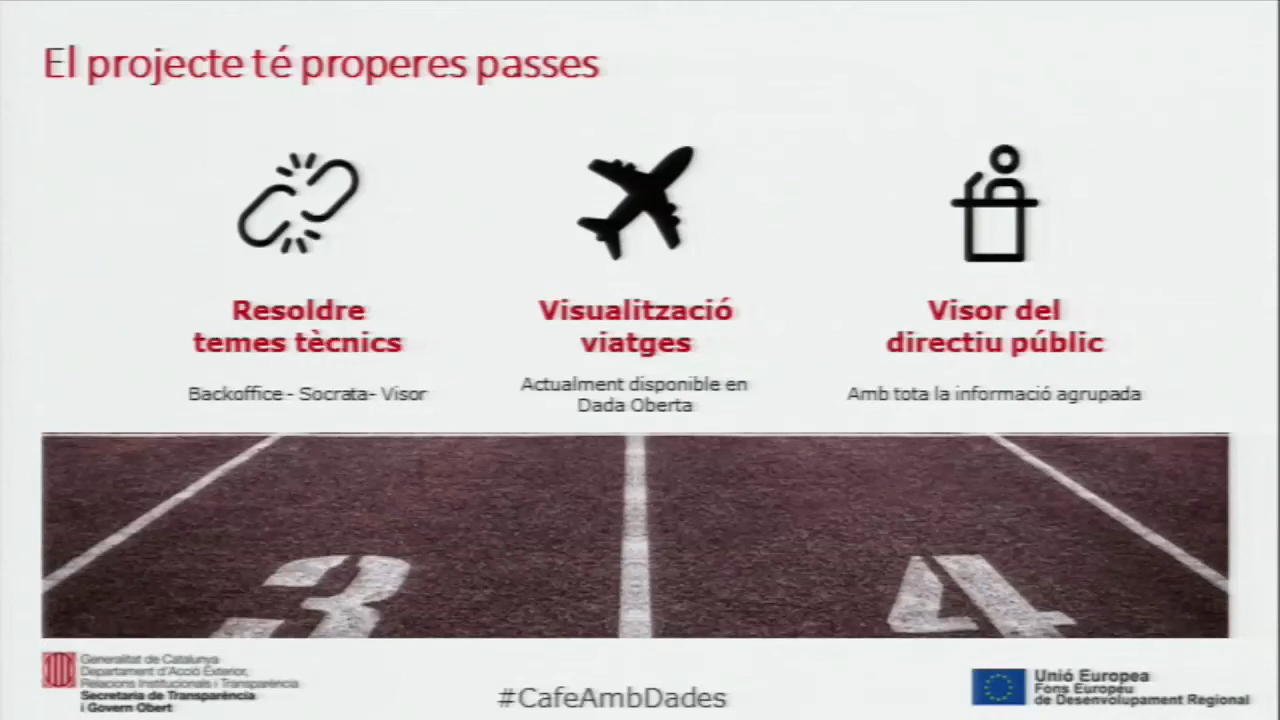 El projecte té properes passes
Resoldre
temes tècnics
Backoffice - Socrata- Visor
Visualització
viatges
Actualment disponible en
Dada Oberta
Visor del
directiu públic
Amb tota la informació agrupada
3 4
Generalitat de Catalunya
Departament d'Acció Exterior,
Relacions Institucionals i Transparència
Secretaria de Transparència
i Govern Obert
#CafeAmbDades
Unió Europea
Fons Europeu
de Desenvolupament Regional